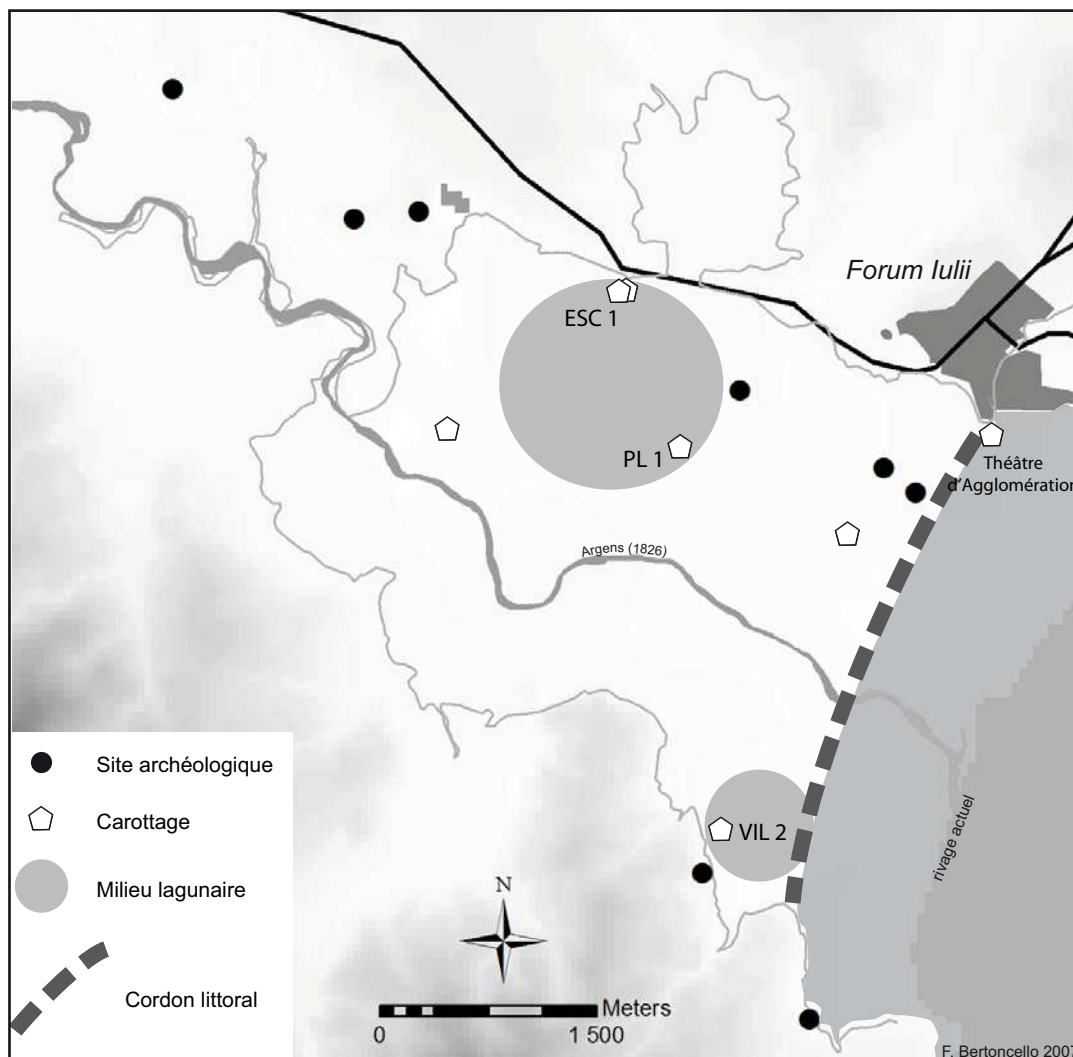 Forum Iulii
ESC 1
PL 1
Théâtre
d'Agglomération
Argens (1826)
VIL 2
rivage actuel
Site archéologique
Carottage
Milieu lagunaire
Cordon littoral
N
Meters
0 1 500
F. Bertoncello 2007